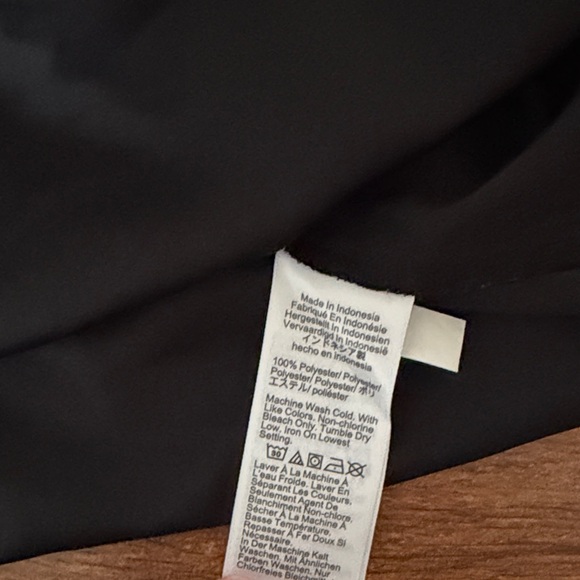 Made In Indonesia
Fabriqué En Indonésie
Hergestellt In Indonesien
Vervaardigd In Indonesië
インドネシア製
hecho en Indonesia
100% Polyester/ Polyester/
Polyester/ Polyester/ ポリ
エステル/ poliéster
Machine Wash Cold. With
Like Colors. Non-chlorine
Bleach Only. Tumble Dry
Low. Iron On Lowest
Setting.
30
Laver À La Machine À
L'eau Froide. Laver En
Séparant Les Couleurs.
Seulement Agent De
Blanchiment Non-chlore.
Sécher À La Machine À
Basse Température.
Repasser À Fer Doux Si
Nécessaire.
In Der Maschine Kalt
Waschen. Mit Ähnlichen
Farben Waschen. Nur
Chlorfreies